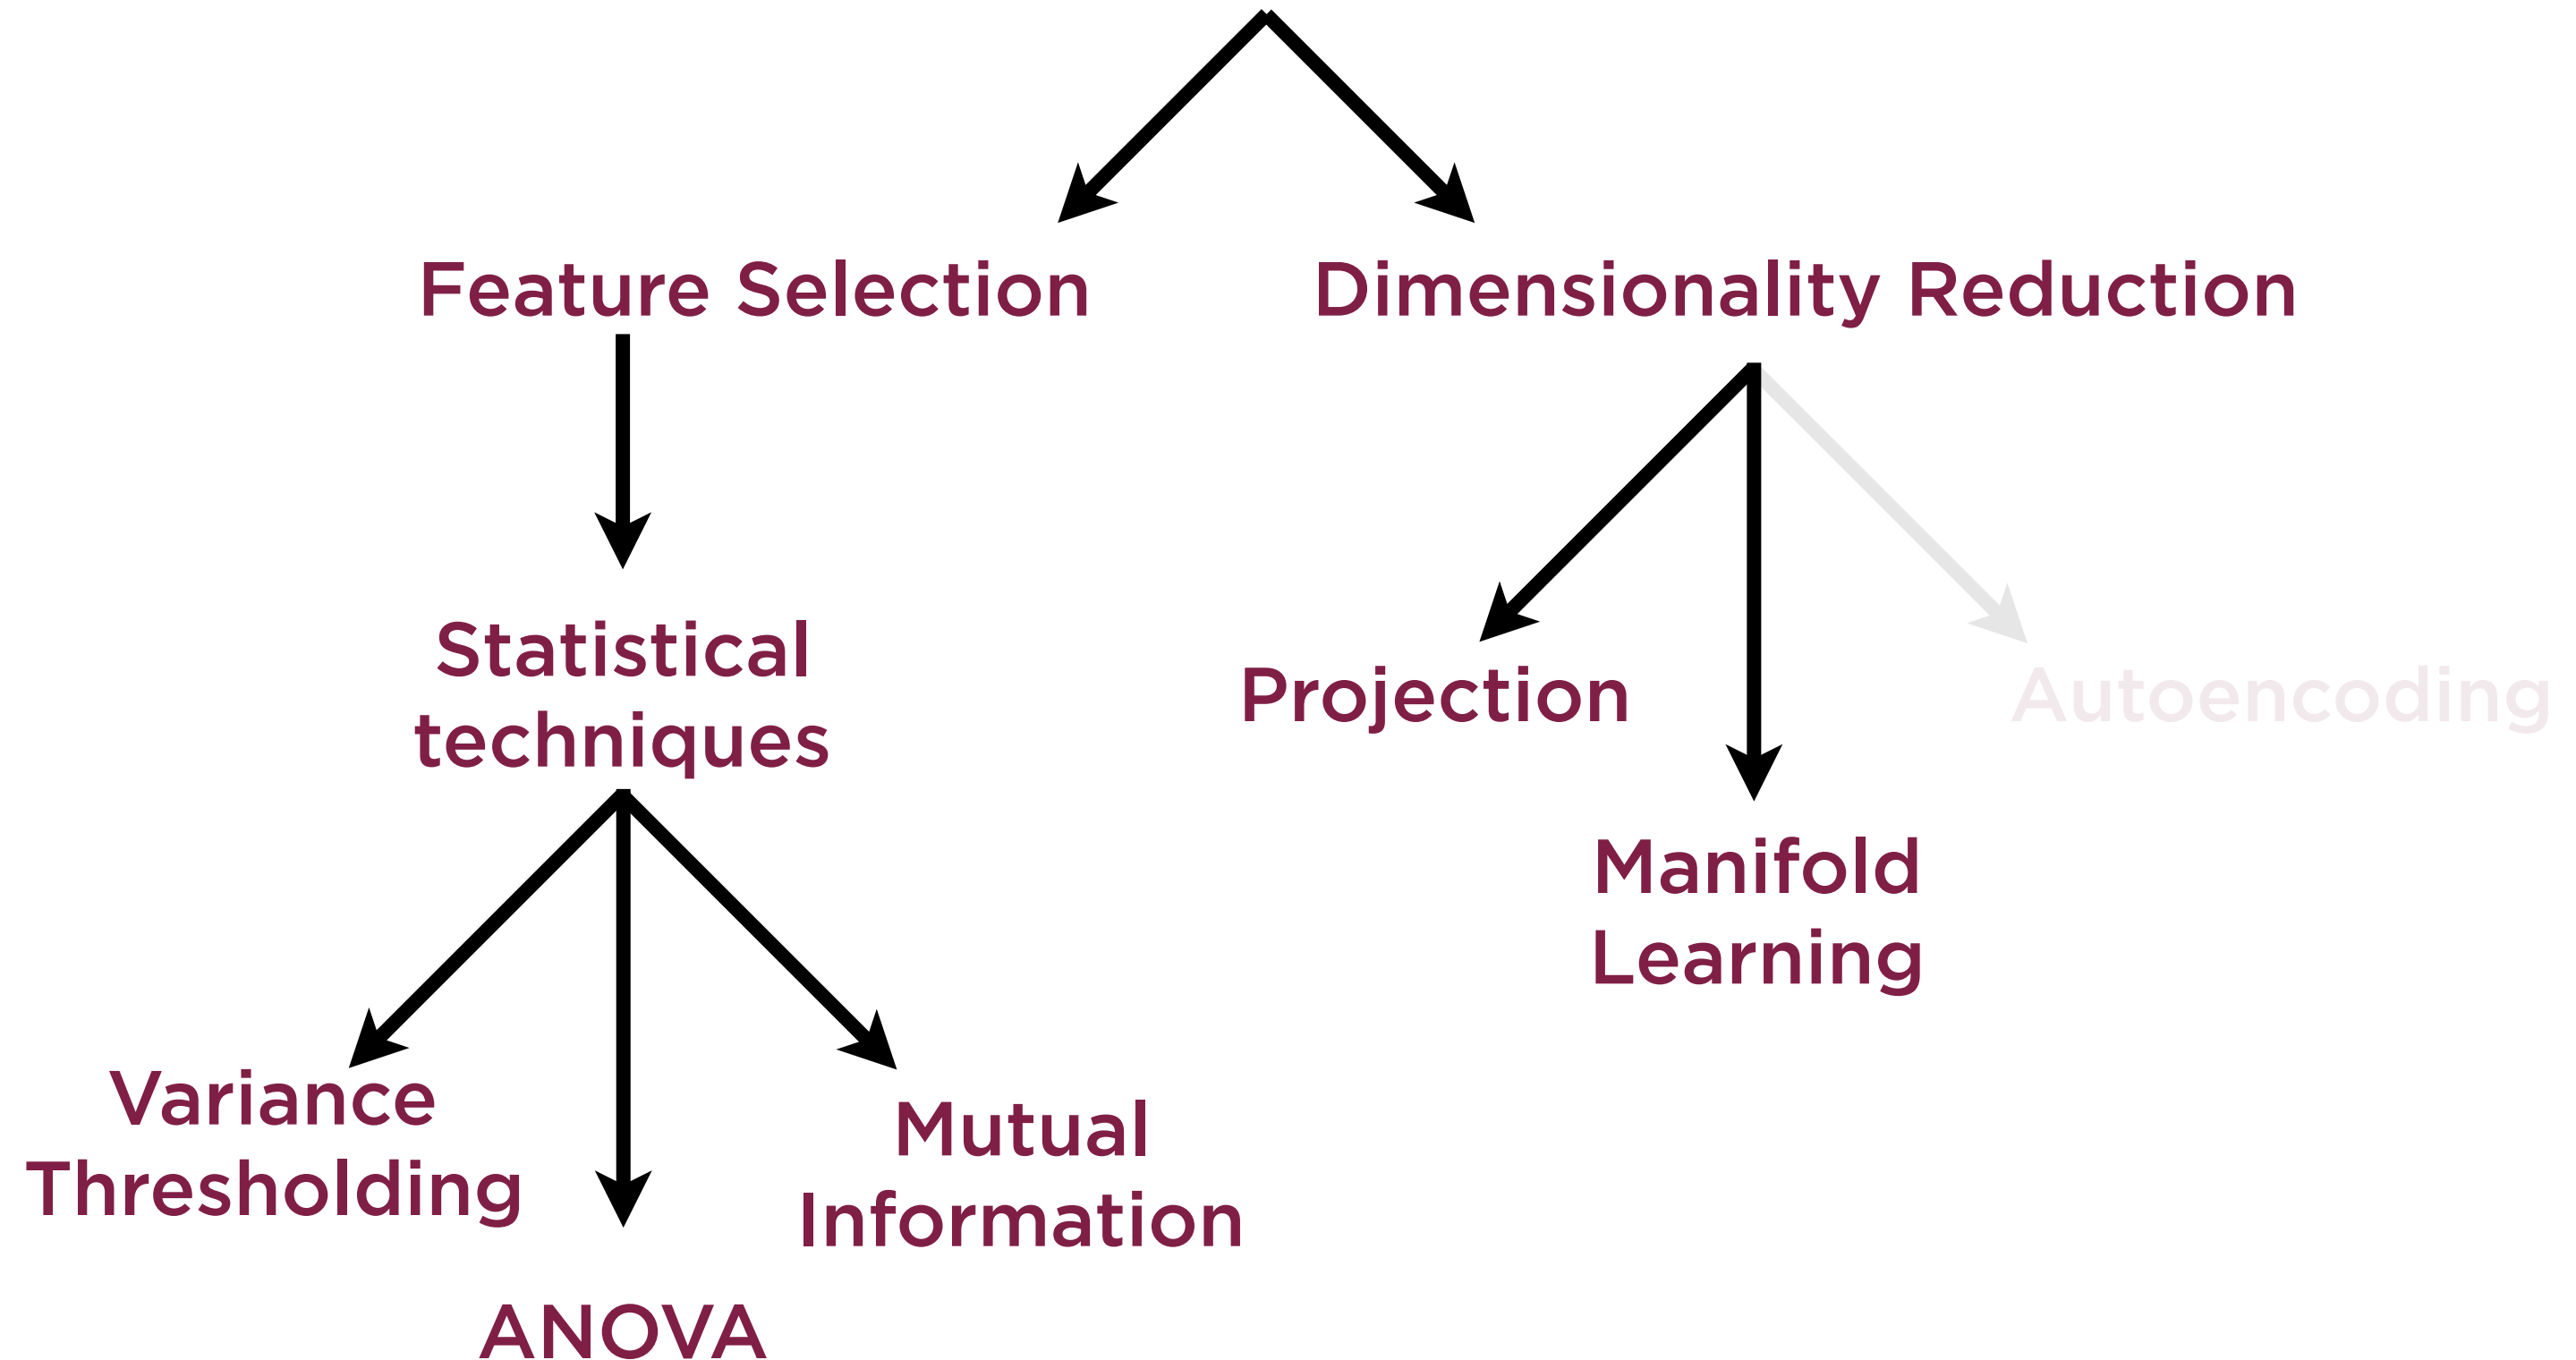 Feature Selection
Dimensionality Reduction
Statistical
techniques
Projection
Autoencoding
Manifold
Learning
Variance
Thresholding
Mutual
Information
ANOVA